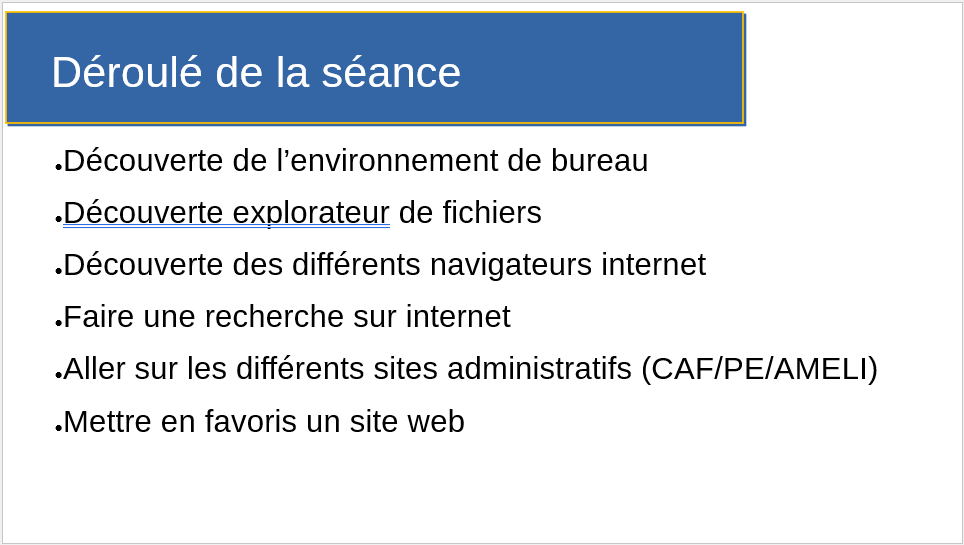 Déroulé de la séance
•Découverte de l’environnement de bureau
•Découverte explorateur de fichiers
•Découverte des différents navigateurs internet
•Faire une recherche sur internet
•Aller sur les différents sites administratifs (CAF/PE/AMELI)
•Mettre en favoris un site web